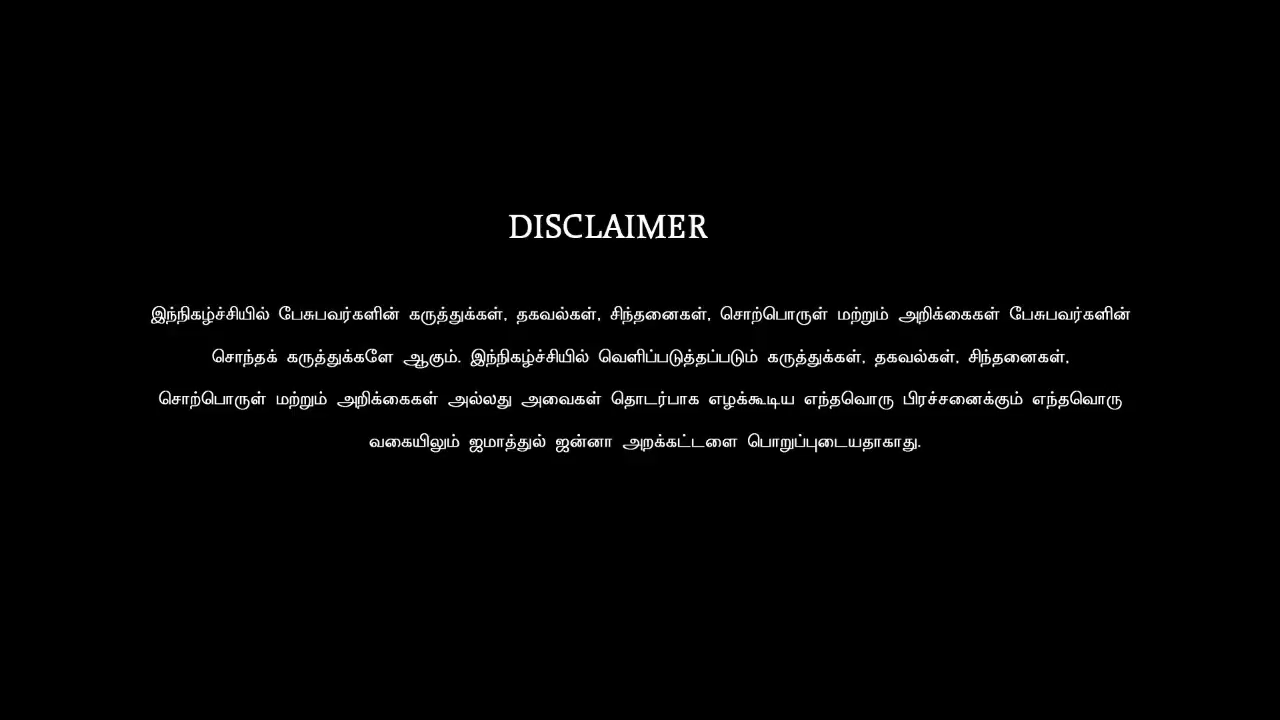 DISCLAIMER
இந்நிகழ்ச்சியில் பேசுபவர்களின் கருத்துக்கள், தகவல்கள், சிந்தனைகள், சொற்பொருள் மற்றும் அறிக்கைகள் பேசுபவர்களின்
சொந்தக் கருத்துக்களே ஆகும். இந்நிகழ்ச்சியில் வெளிப்படுத்தப்படும் கருத்துக்கள், தகவல்கள், சிந்தனைகள்,
சொற்பொருள் மற்றும் அறிக்கைகள் அல்லது அவைகள் தொடர்பாக எழக்கூடிய எந்தவொரு பிரச்சனைக்கும் எந்தவொரு
வகையிலும் ஜமாத்துல் ஜன்னா அறக்கட்டளை பொறுப்புடையதாகாது.